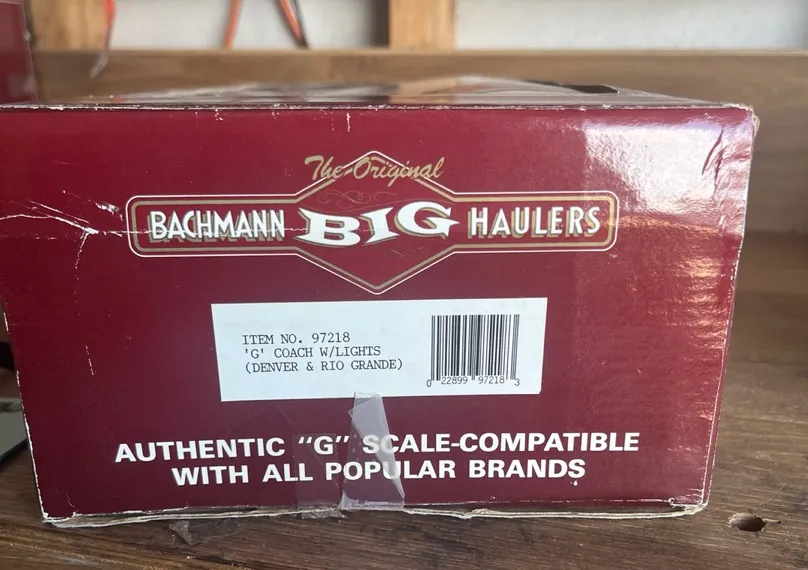 The Original
BACHMANN BIG HAULERS
ITEM NO. 97218
'G' COACH W/LIGHTS
(DENVER & RIO GRANDE)
0 22899 97218 3
AUTHENTIC "G" SCALE-COMPATIBLE
WITH ALL POPULAR BRANDS